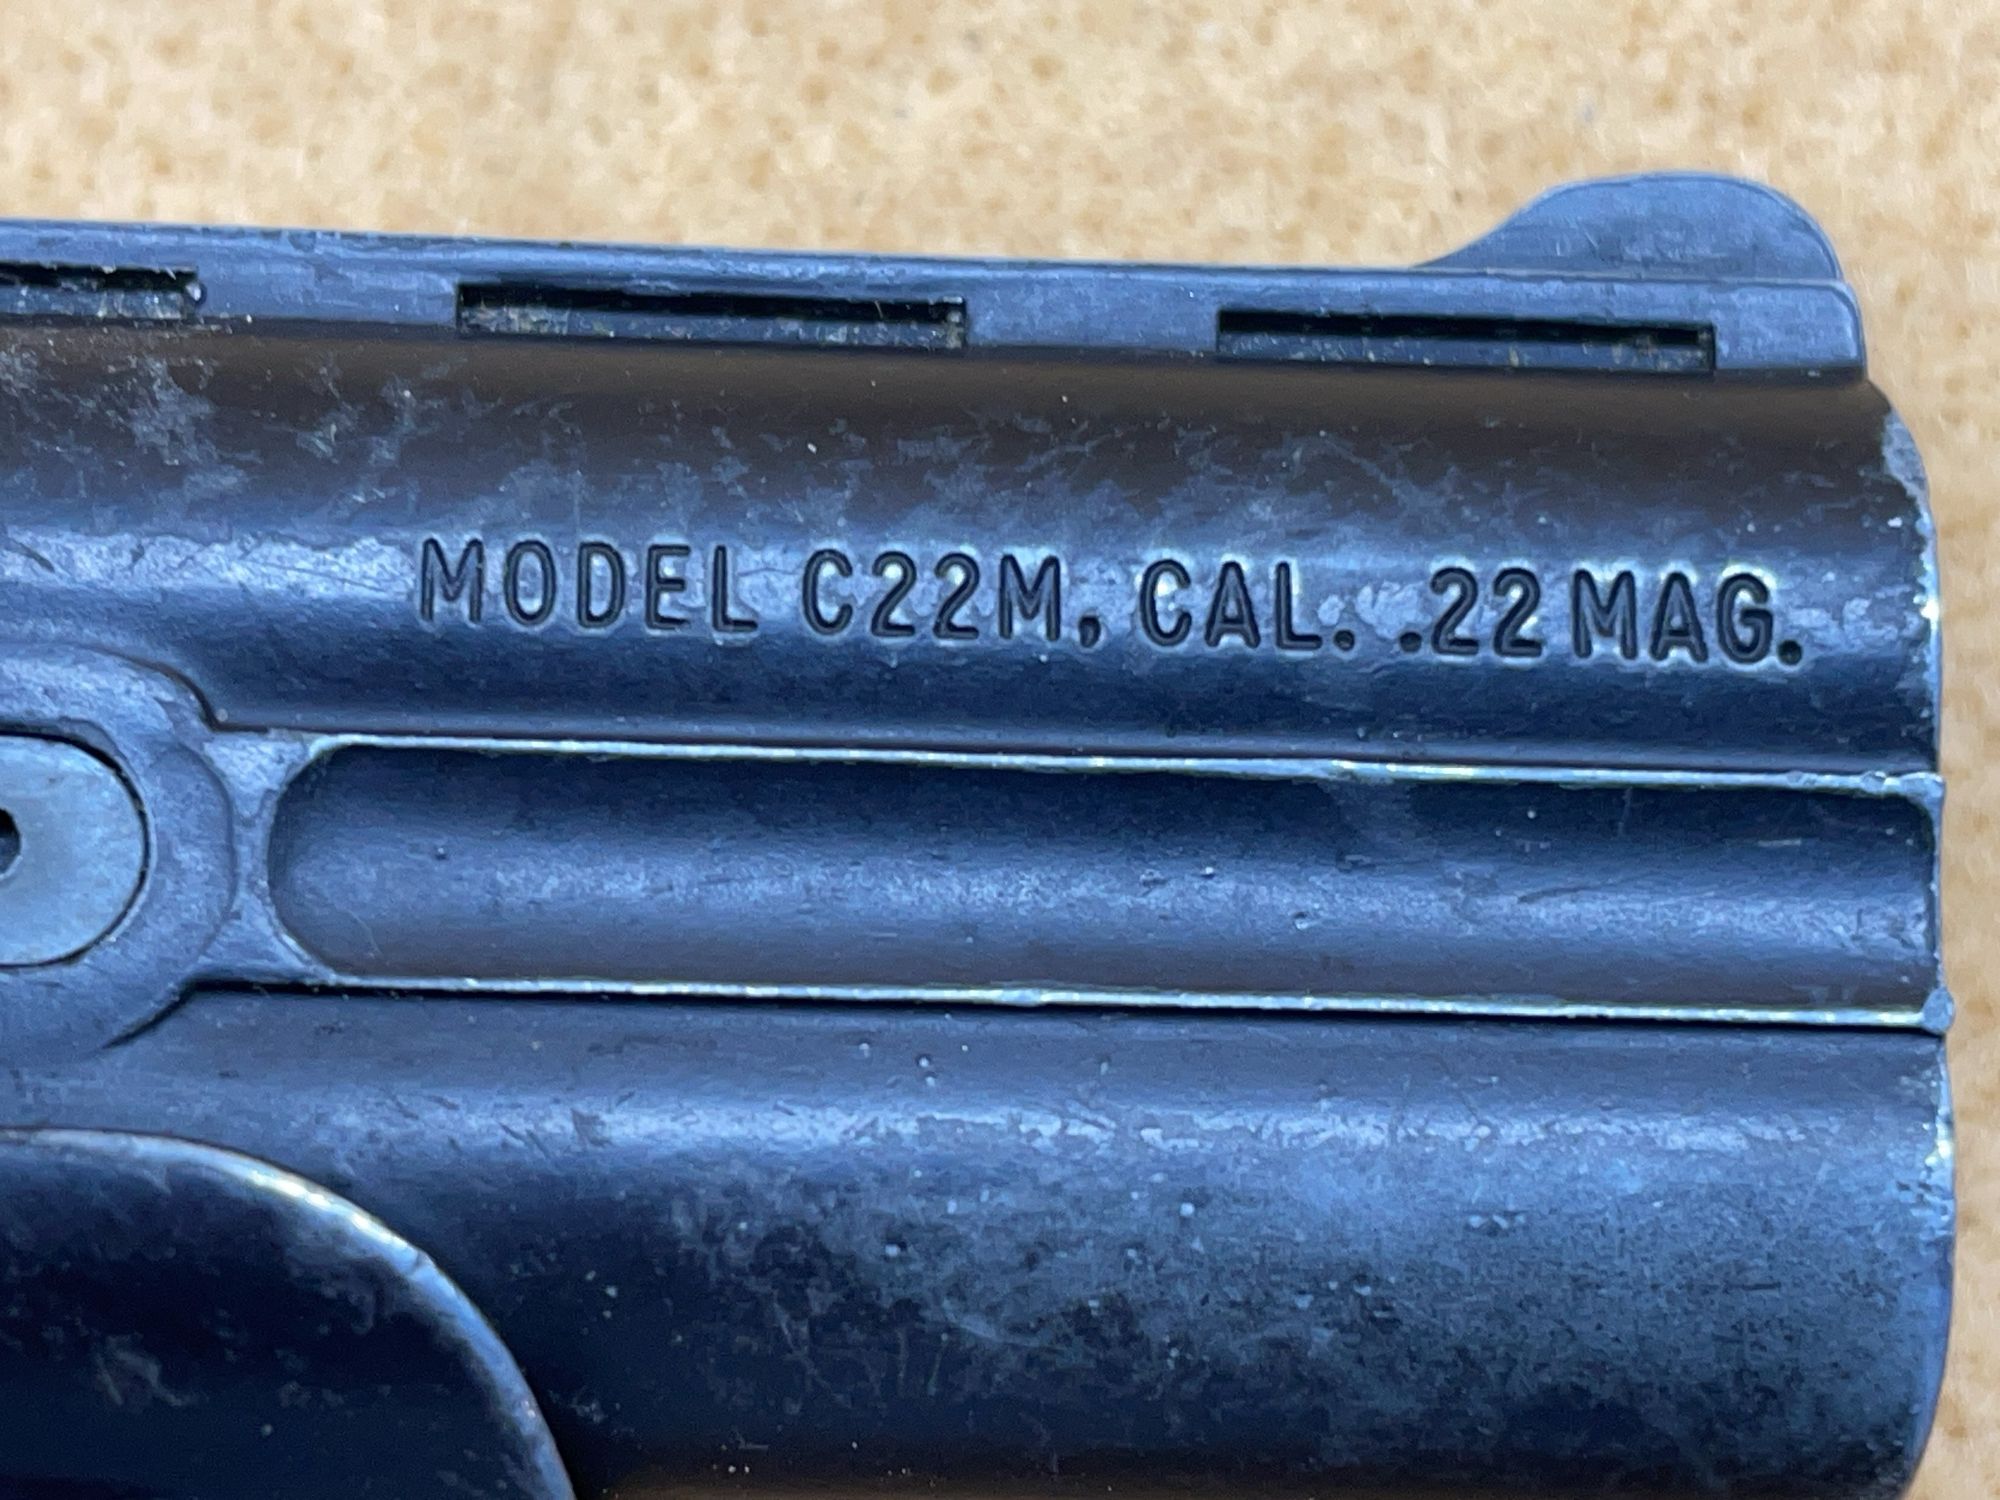 MODEL C22M, CAL. .22 MAG.